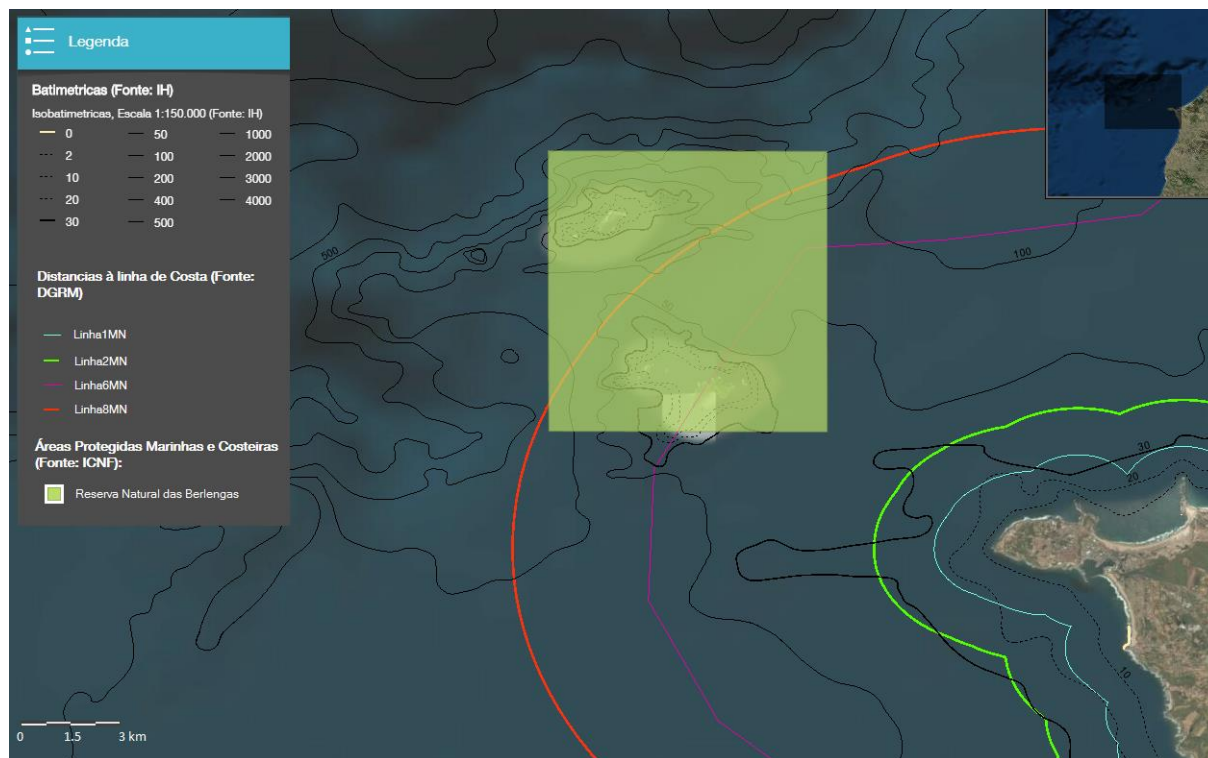 Legenda
Batimetricas (Fonte: IH)
Isobatimetricas, Escala 1:150.000 (Fonte: IH)
0 50 1000
2 100 2000
10 200 3000
20 400 4000
30 500
Distancias à linha de Costa (Fonte:
DGRM)
Linha1MN
Linha2MN
Linha6MN
Linha8MN
Áreas Protegidas Marinhas e Costeiras
(Fonte: ICNF):
Reserva Natural das Berlengas
500
100
50
30
20
10
0 1.5 3 km